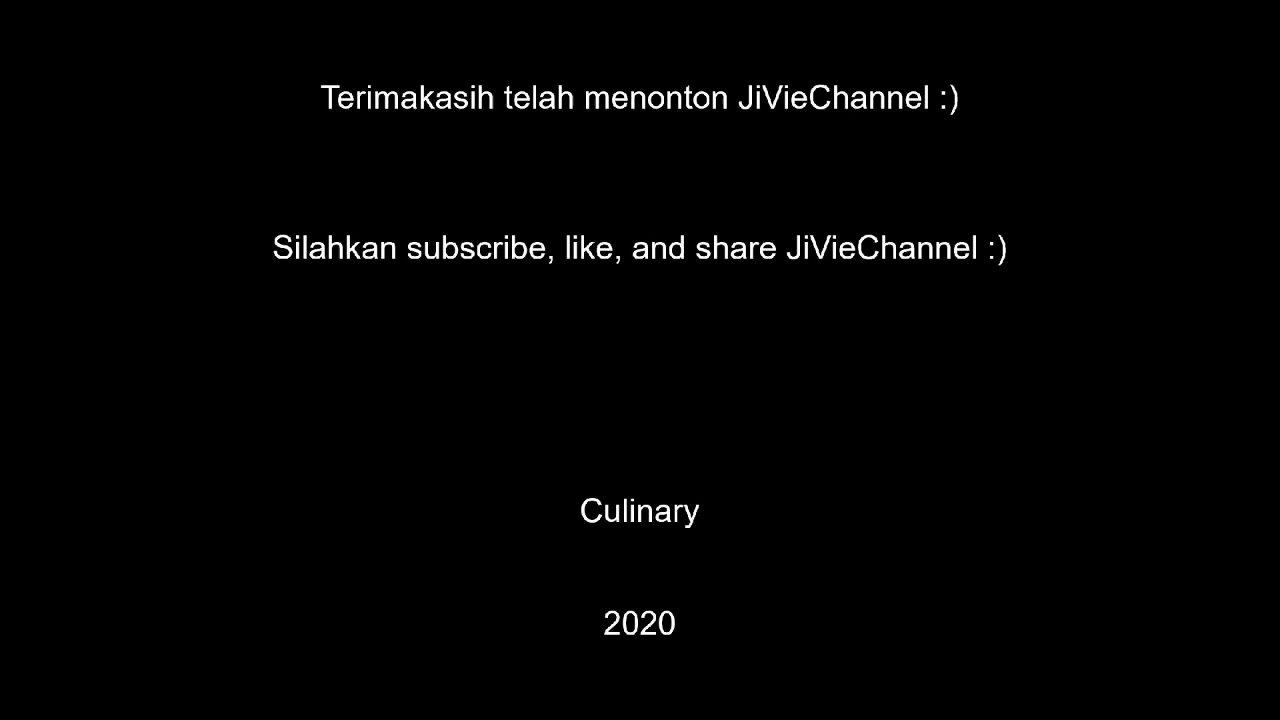 Terimakasih telah menonton JiVieChannel :)
Silahkan subscribe, like, and share JiVieChannel :)
Culinary
2020